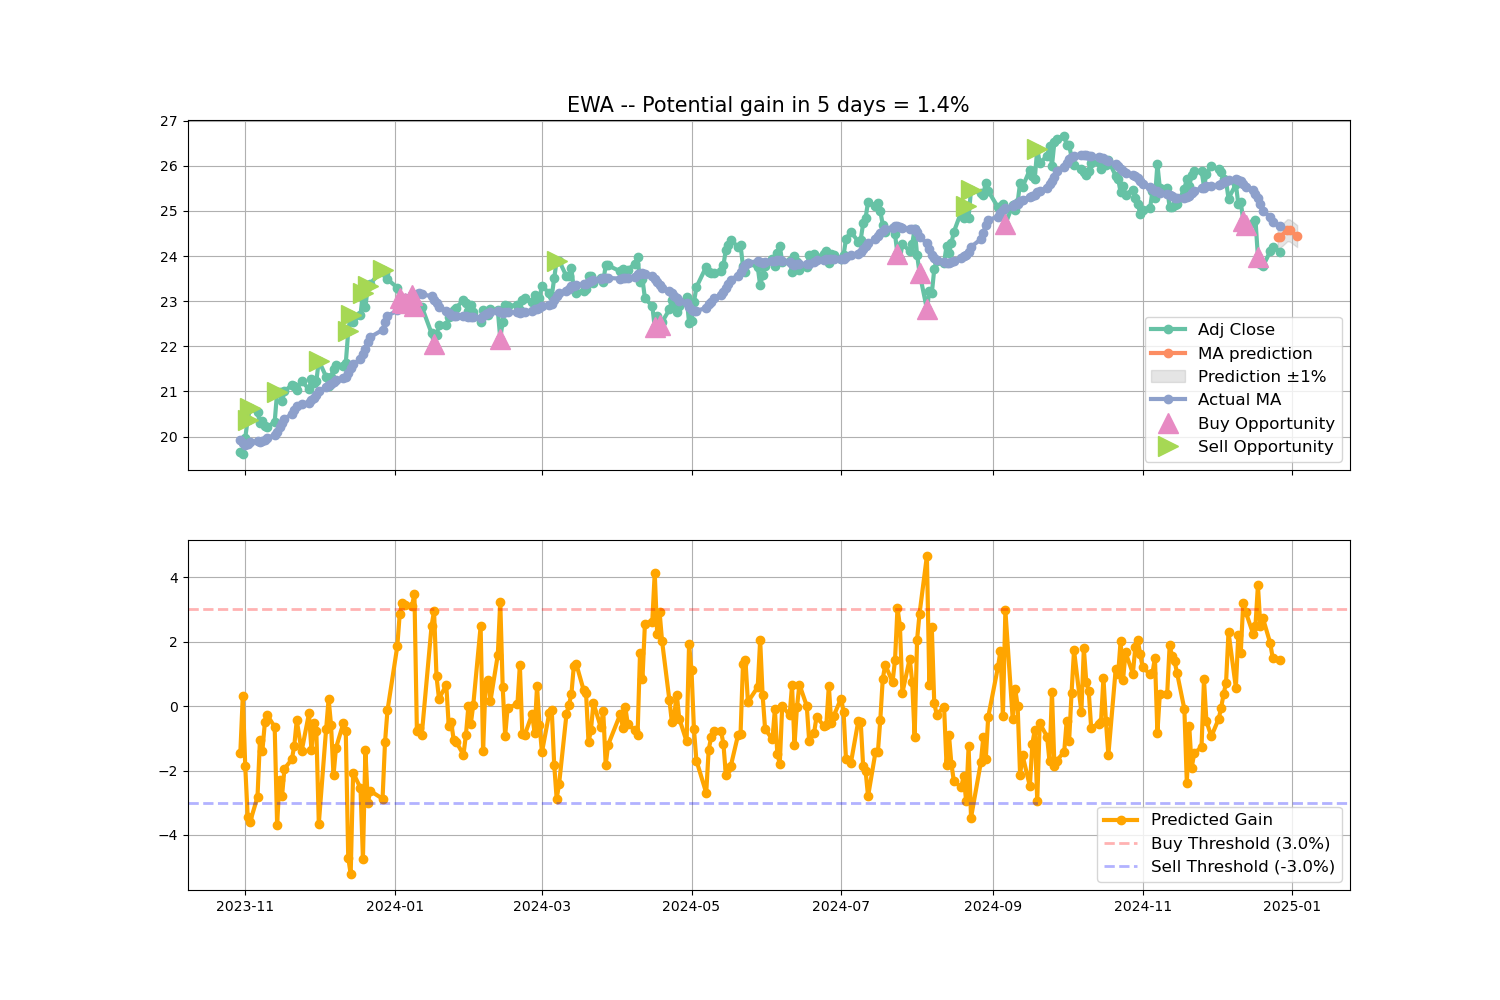 EWA -- Potential gain in 5 days = 1.4%
27
26
25
24
23
22
21
20
Adj Close
MA prediction
Prediction ±1%
Actual MA
Buy Opportunity
Sell Opportunity
4
2
0
−2
−4
Predicted Gain
Buy Threshold (3.0%)
Sell Threshold (-3.0%)
2023-11 2024-01 2024-03 2024-05 2024-07 2024-09 2024-11 2025-01